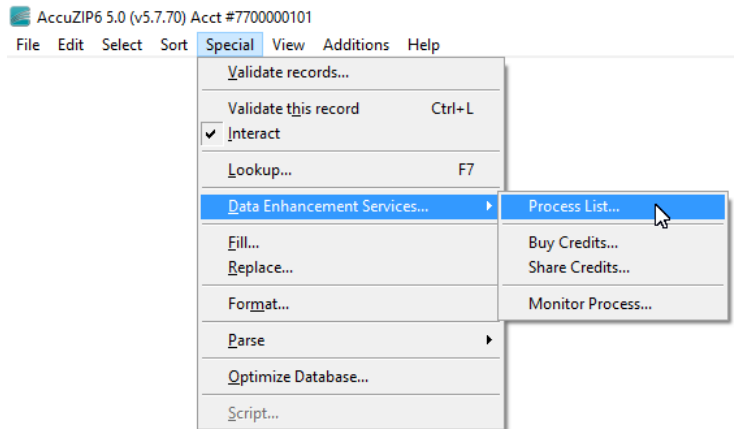 AccuZIP6 5.0 (v5.7.70) Acct #7700000101
File Edit Select Sort Special View Additions Help
Validate records...
Validate this record Ctrl+L
Interact
Lookup... F7
Data Enhancement Services... Process List...
Fill... Buy Credits...
Replace... Share Credits...
Format... Monitor Process...
Parse
Optimize Database...
Script...